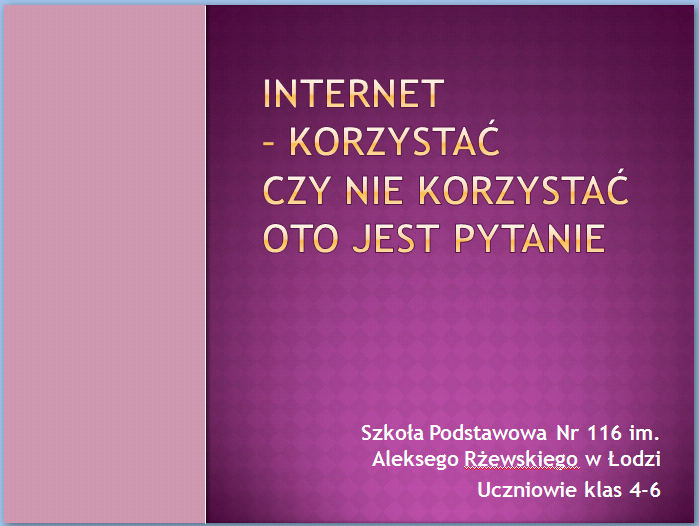 INTERNET
– KORZYSTAĆ
CZY NIE KORZYSTAĆ
OTO JEST PYTANIE
Szkoła Podstawowa Nr 116 im.
Aleksego Rżewskiego w Łodzi
Uczniowie klas 4-6